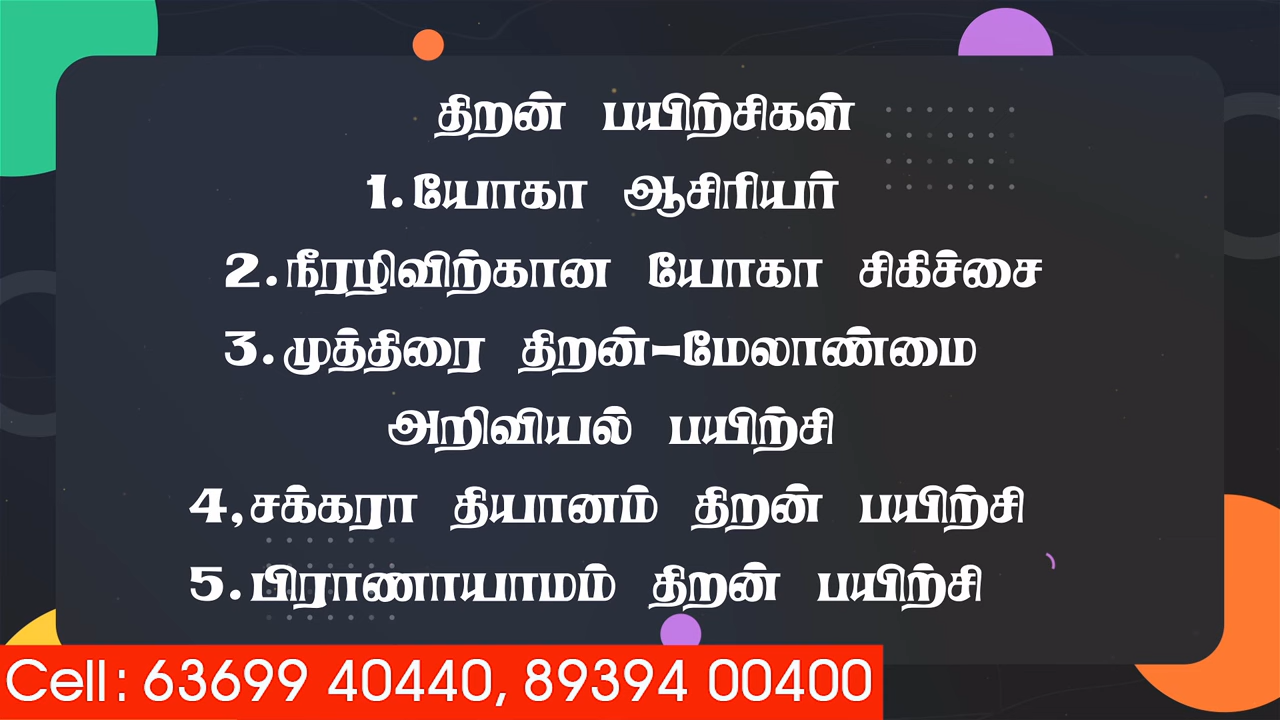 திறன் பயிற்சிகள்
1.யோகா ஆசிரியர்
2.நீரழிவிற்கான யோகா சிகிச்சை
3.முத்திரை திறன்-மேலாண்மை
அறிவியல் பயிற்சி
4,சக்கரா தியானம் திறன் பயிற்சி
5.பிராணாயாமம் திறன் பயிற்சி
Cell: 63699 40440, 89394 00400